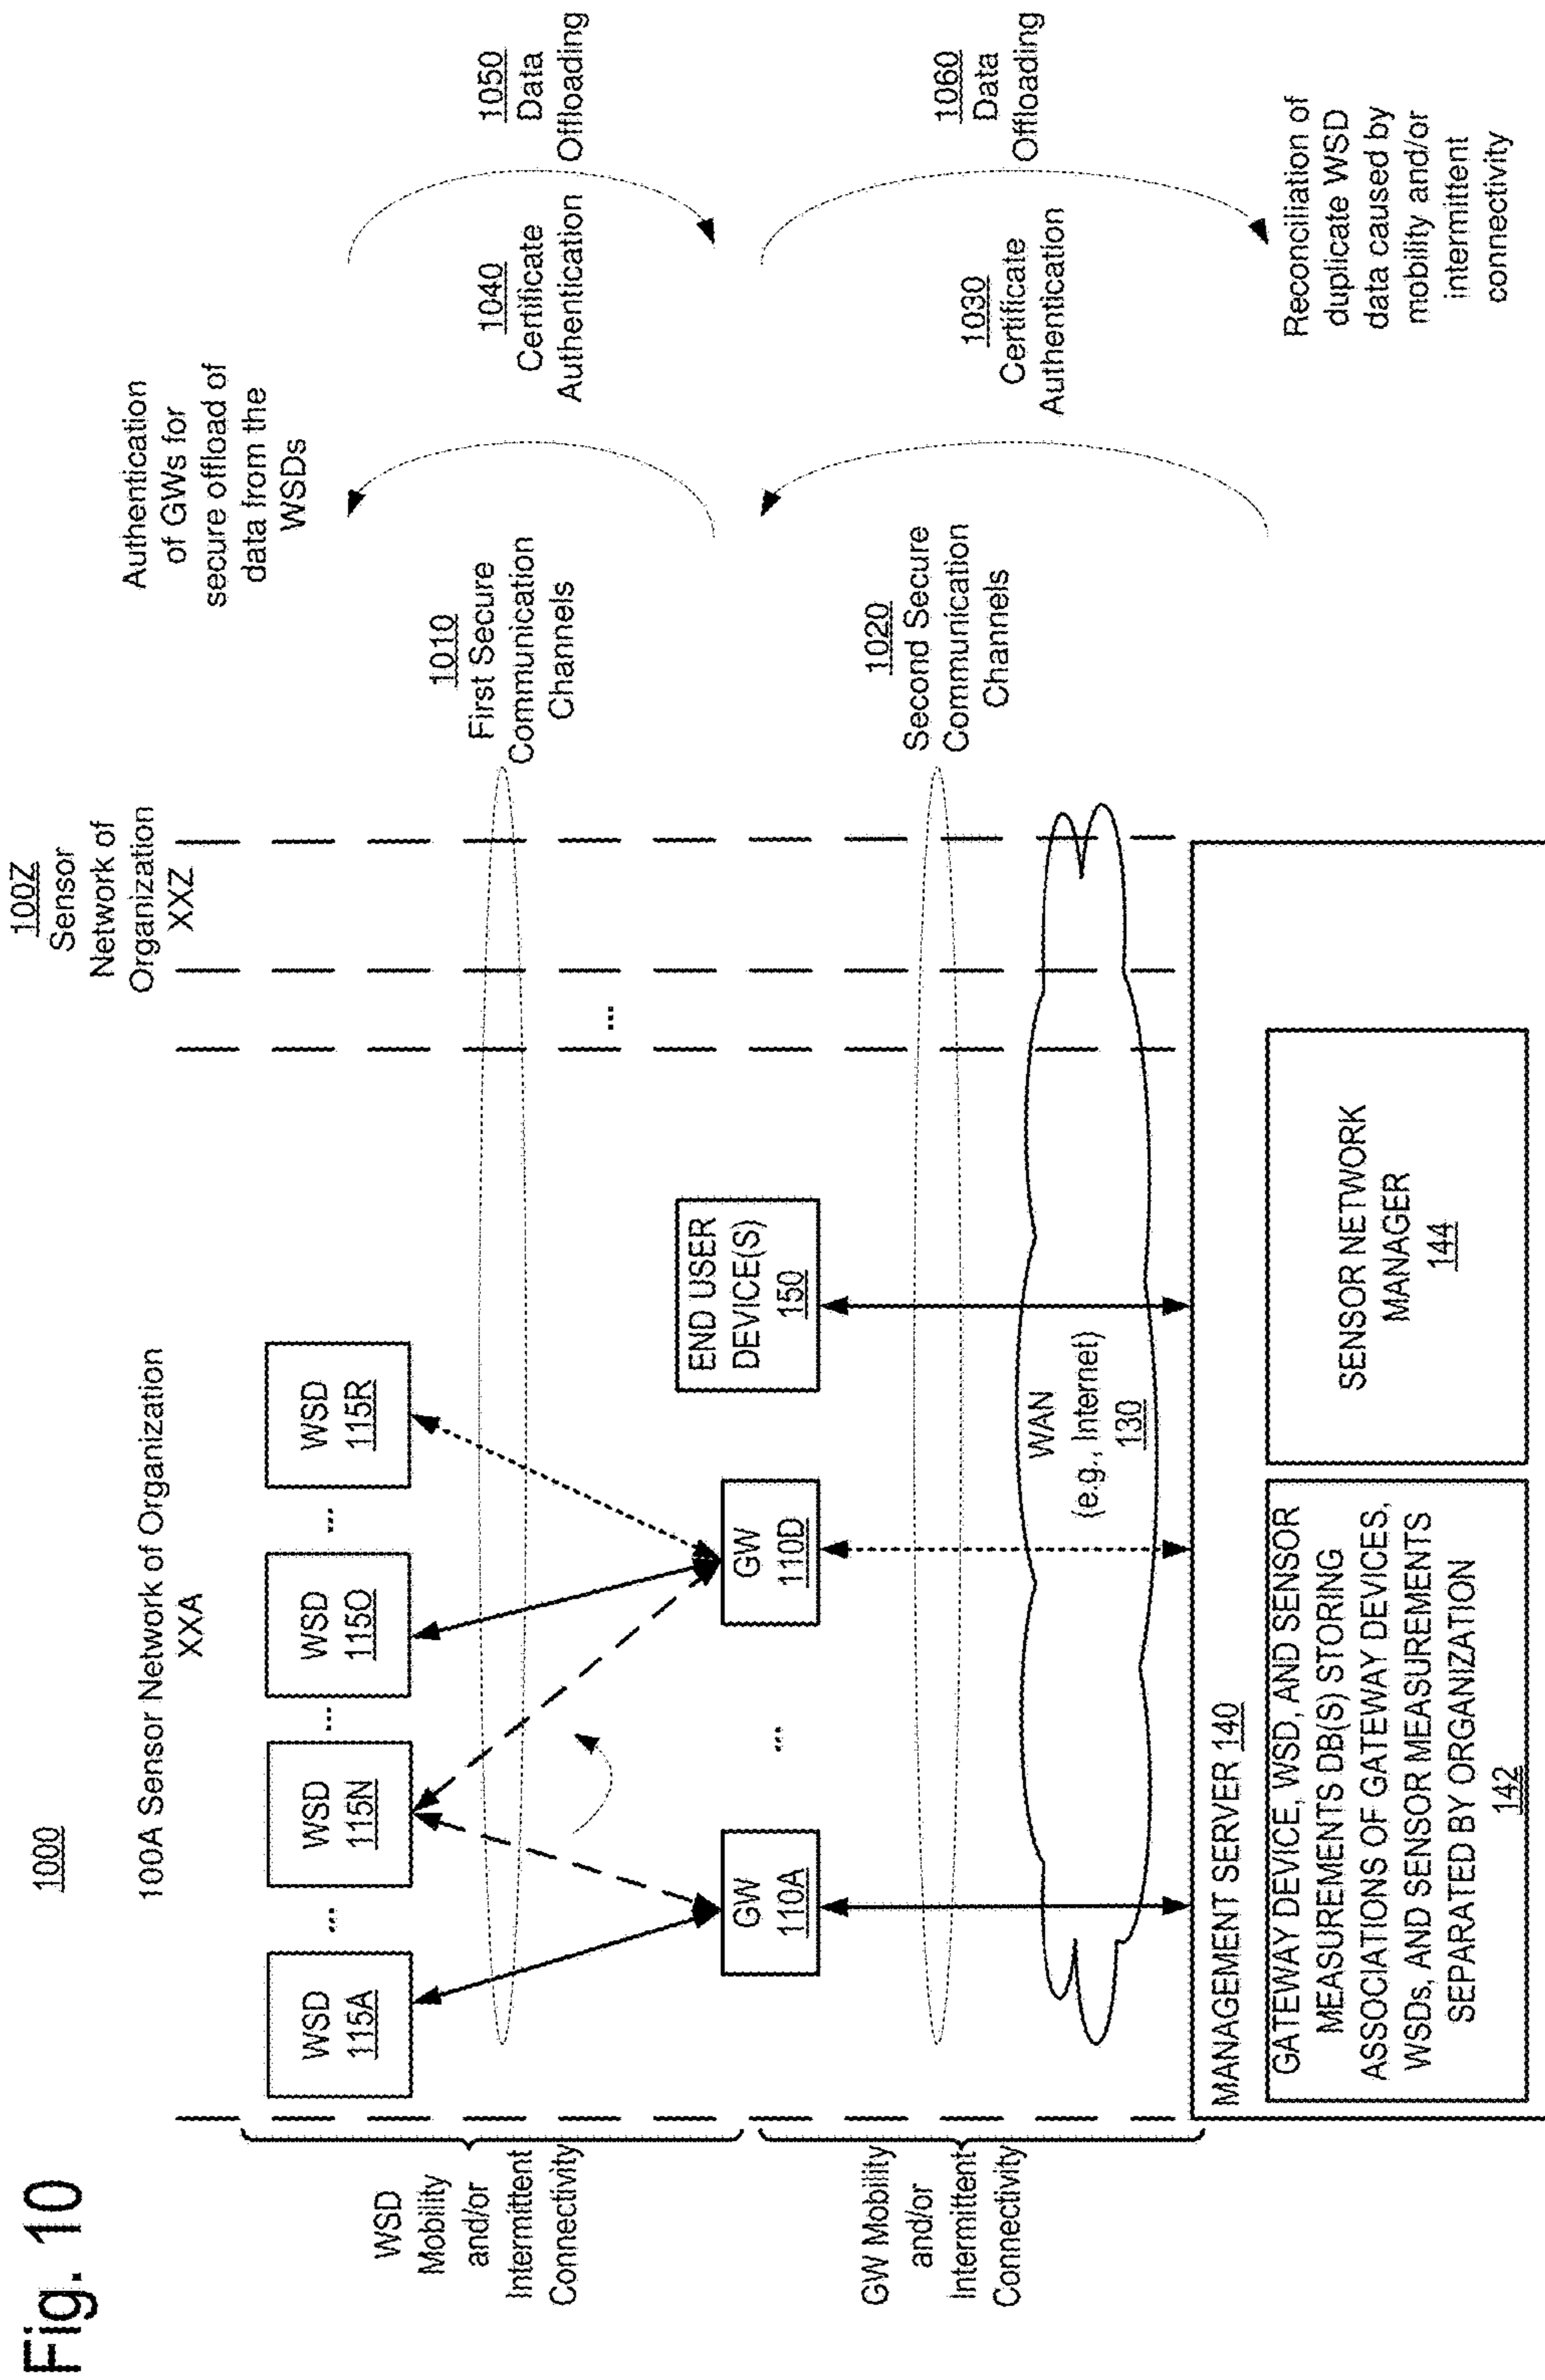 Fig. 10
1000
100A Sensor Network of Organization
XXA
100Z
Sensor
Network of
Organization
XXZ
Authentication
of GWs for
secure offload of
data from the
WSDs
WSD
Mobility
and/or
Intermittent
Connectivity
WSD
115A
...
WSD
115N
...
WSD
115O
...
WSD
115R
1010
First Secure
Communication
Channels
1040
Certificate
Authentication
1050
Data
Offloading
...
GW
110A
...
GW
110D
END USER
DEVICE(S)
150
GW Mobility
and/or
Intermittent
Connectivity
1020
Second Secure
Communication
Channels
1030
Certificate
Authentication
1060
Data
Offloading
WAN
(e.g., Internet)
130
MANAGEMENT SERVER 140
GATEWAY DEVICE, WSD, AND SENSOR
MEASUREMENTS DB(S) STORING
ASSOCIATIONS OF GATEWAY DEVICES,
WSDs, AND SENSOR MEASUREMENTS
SEPARATED BY ORGANIZATION
142
SENSOR NETWORK
MANAGER
144
Reconciliation of
duplicate WSD
data caused by
mobility and/or
intermittent
connectivity